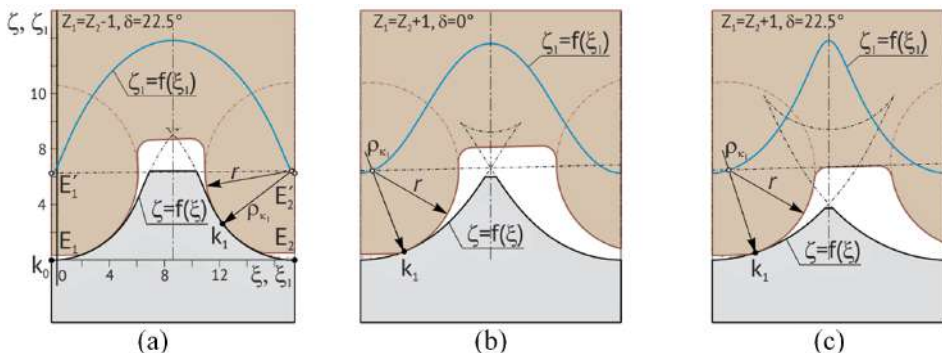 ζ, ζ₁
Z₁=Z₂-1, δ=22.5°
ζ₁=f(ξ₁)
10
8
6
4
2
0
E₁′
E₂′
r
ρκ₁
ζ=f(ξ)
k₁
E₁
E₂
k₀
0
4
8
12
ξ, ξ₁
(a)
Z₁=Z₂+1, δ=0°
ζ₁=f(ξ₁)
ρκ₁
r
ζ=f(ξ)
k₁
(b)
Z₁=Z₂+1, δ=22.5°
ζ₁=f(ξ₁)
ρκ₁
r
ζ=f(ξ)
k₁
(c)